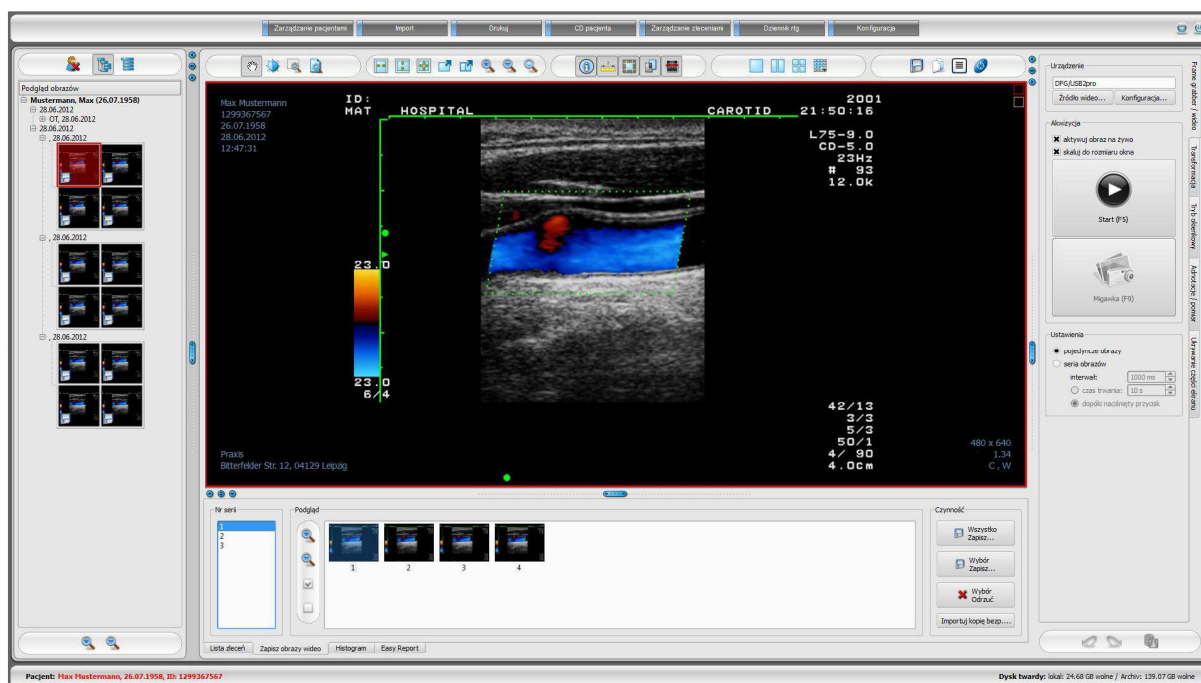 Zarządzanie pacjentami
Import
Drukuj
CD pacjenta
Zarządzanie zleceniami
Dziennik rtg
Konfiguracja
Podgląd obrazów
Mustermann, Max (26.07.1958)
28.06.2012
OT, 28.06.2012
28.06.2012
, 28.06.2012
, 28.06.2012
, 28.06.2012
Max Mustermann
1299367567
26.07.1958
28.06.2012
12:47:31
ID:
MAT
HOSPITAL
CAROTID
2001
21:50:16
L75-9.0
CD-5.0
23Hz
# 93
12.0k
23.0
23.0
6/4
42/13
3/3
5/3
50/1
4/ 90
4.0cm
Praxis
Bitterfelder Str. 12, 04129 Leipzig
480 x 640
1.34
C , W
Urządzenie
DFG/USB2pro
Źródło wideo...
Konfiguracja...
Akwizycja
aktywuj obraz na żywo
skaluj do rozmiaru okna
Start (F5)
Migawka (F9)
Ustawienia
pojedyncze obrazy
seria obrazów
interwał:
1000 ms
czas trwania:
10 s
dopóki naciśnięty przycisk
Frame grabber / wideo
Transformacja
Tryb okienkowy
Adnotacje / pomiar
Ukrywanie części ekranu
Nr serii
1
2
3
Podgląd
1
2
3
4
Czynność
Wszystko
Zapisz...
Wybór
Zapisz...
Wybór
Odrzuć
Importuj kopię bezp....
Lista zleceń
Zapisz obrazy wideo
Histogram
Easy Report
Pacjent: Max Mustermann, 26.07.1958, ID: 1299367567
Dysk twardy: lokal: 24.68 GB wolne / Archiv: 139.07 GB wolne